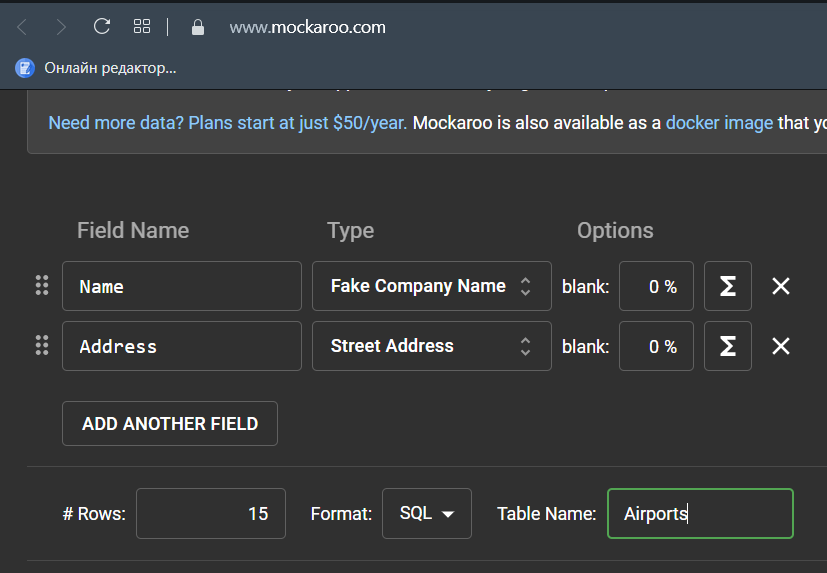 www.mockaroo.com
Онлайн редактор...
Need more data? Plans start at just $50/year. Mockaroo is also available as a docker image that
Field Name Type Options
Name Fake Company Name blank: 0 % Σ
Address Street Address blank: 0 % Σ
ADD ANOTHER FIELD
# Rows: 15 Format: SQL Table Name: Airports